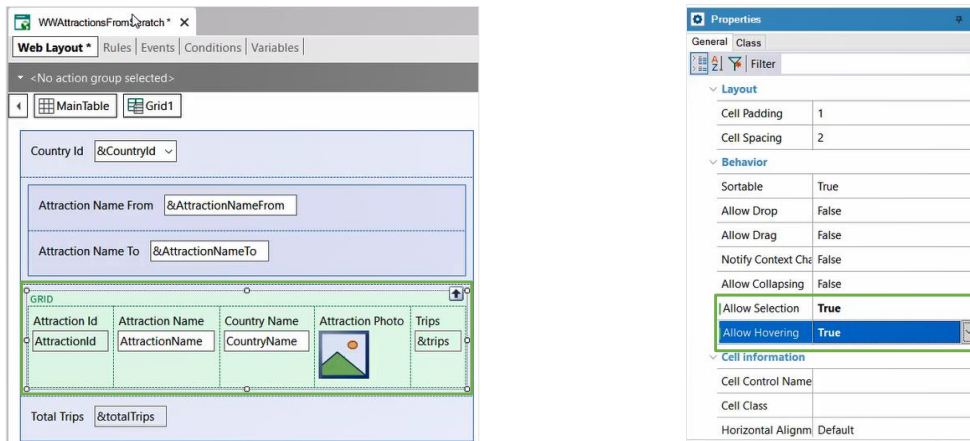 WWAttractionsFromScratch * X
Web Layout * Rules Events Conditions Variables
<No action group selected>
MainTable Grid1
Country Id &CountryId
Attraction Name From &AttractionNameFrom
Attraction Name To &AttractionNameTo
GRID
Attraction Id Attraction Name Country Name Attraction Photo Trips
AttractionId AttractionName CountryName &trips
Total Trips &totalTrips
Properties
General Class
Filter
Layout
Cell Padding 1
Cell Spacing 2
Behavior
Sortable True
Allow Drop False
Allow Drag False
Notify Context Cha False
Allow Collapsing False
Allow Selection True
Allow Hovering True
Cell information
Cell Control Name
Cell Class
Horizontal Alignm Default